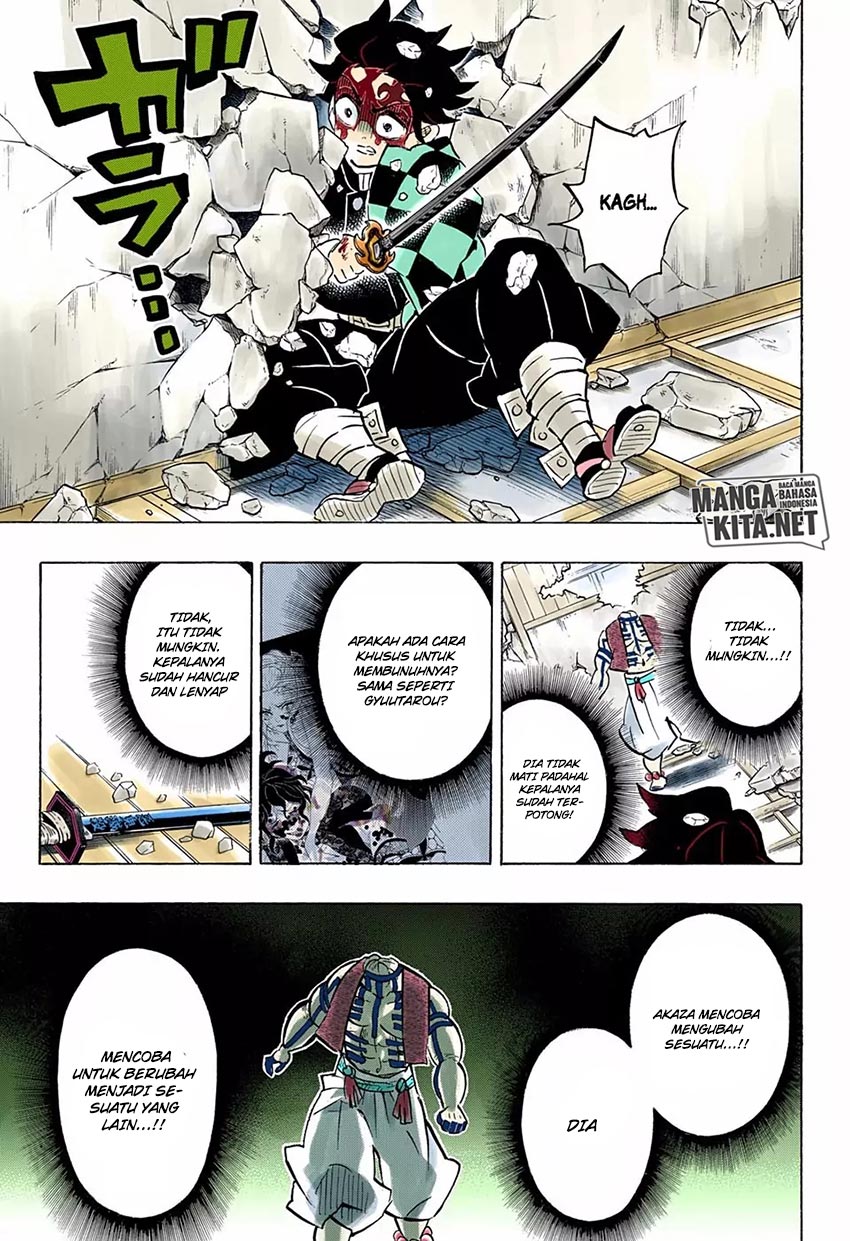 ガラ...
KAGH...
MANGA
KITA.NET
BACA MANGA
BAHASA
INDONESIA
TIDAK...
TIDAK
MUNGKIN...!!
DIA TIDAK
MATI PADAHAL
KEPALANYA
SUDAH TER-
POTONG!
APAKAH ADA CARA
KHUSUS UNTUK
MEMBUNUHNYA?
SAMA SEPERTI
GYUUTAROU?
TIDAK,
ITU TIDAK
MUNGKIN.
KEPALANYA
SUDAH HANCUR
DAN LENYAP
AKAZA MENCOBA
MENGUBAH
SESUATU...!!
DIA
MENCOBA
UNTUK BERUBAH
MENJADI SE-
SUATU YANG
LAIN...!!